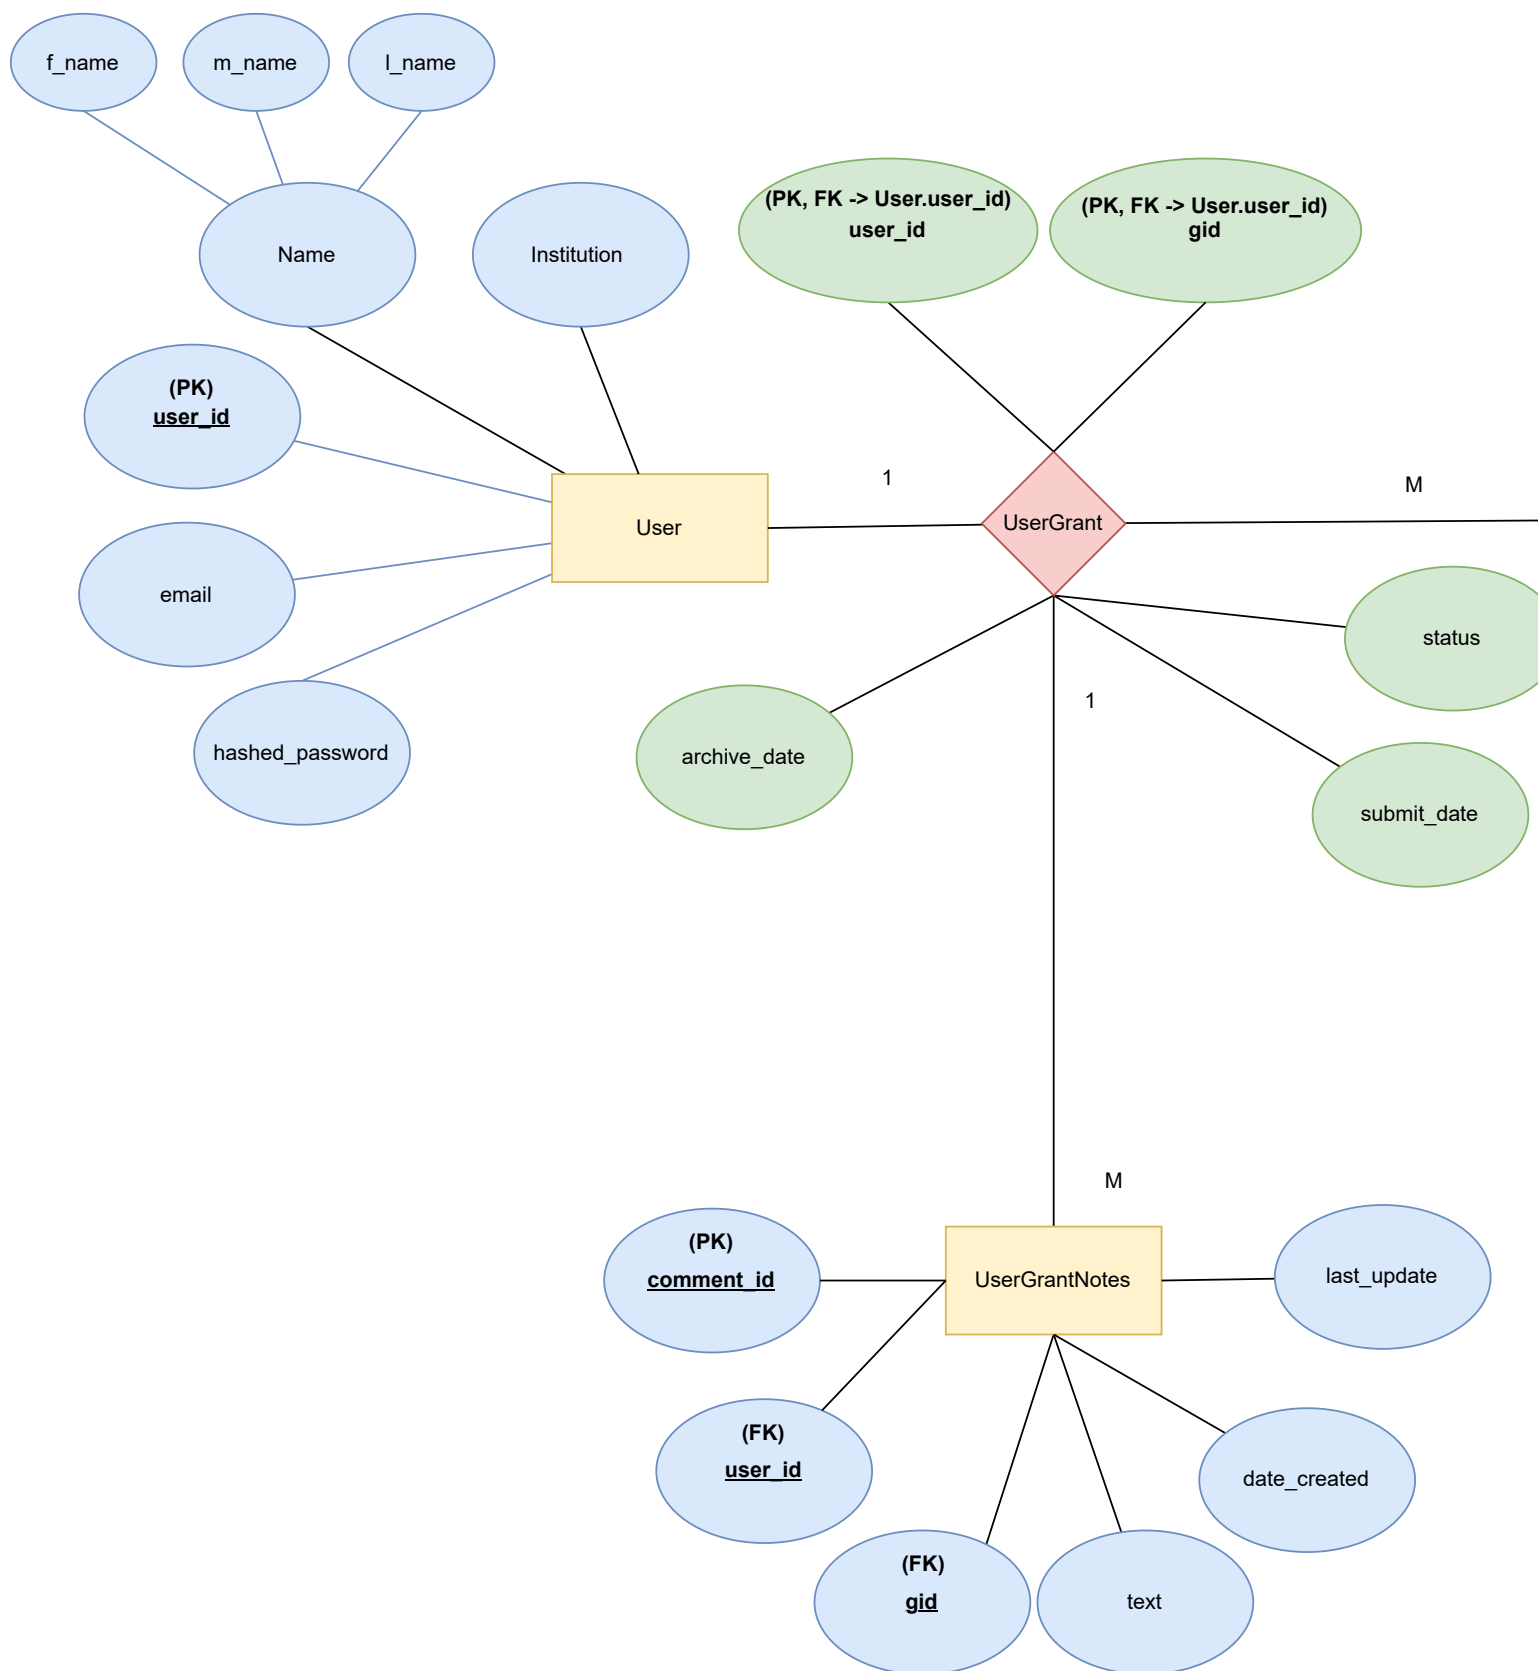 f_name
m_name
l_name
Name
Institution
(PK, FK -> User.user_id)
user_id
(PK, FK -> User.user_id)
gid
(PK)
user_id
email
hashed_password
User
1
UserGrant
M
status
archive_date
1
submit_date
M
(PK)
comment_id
UserGrantNotes
last_update
(FK)
user_id
date_created
(FK)
gid
text